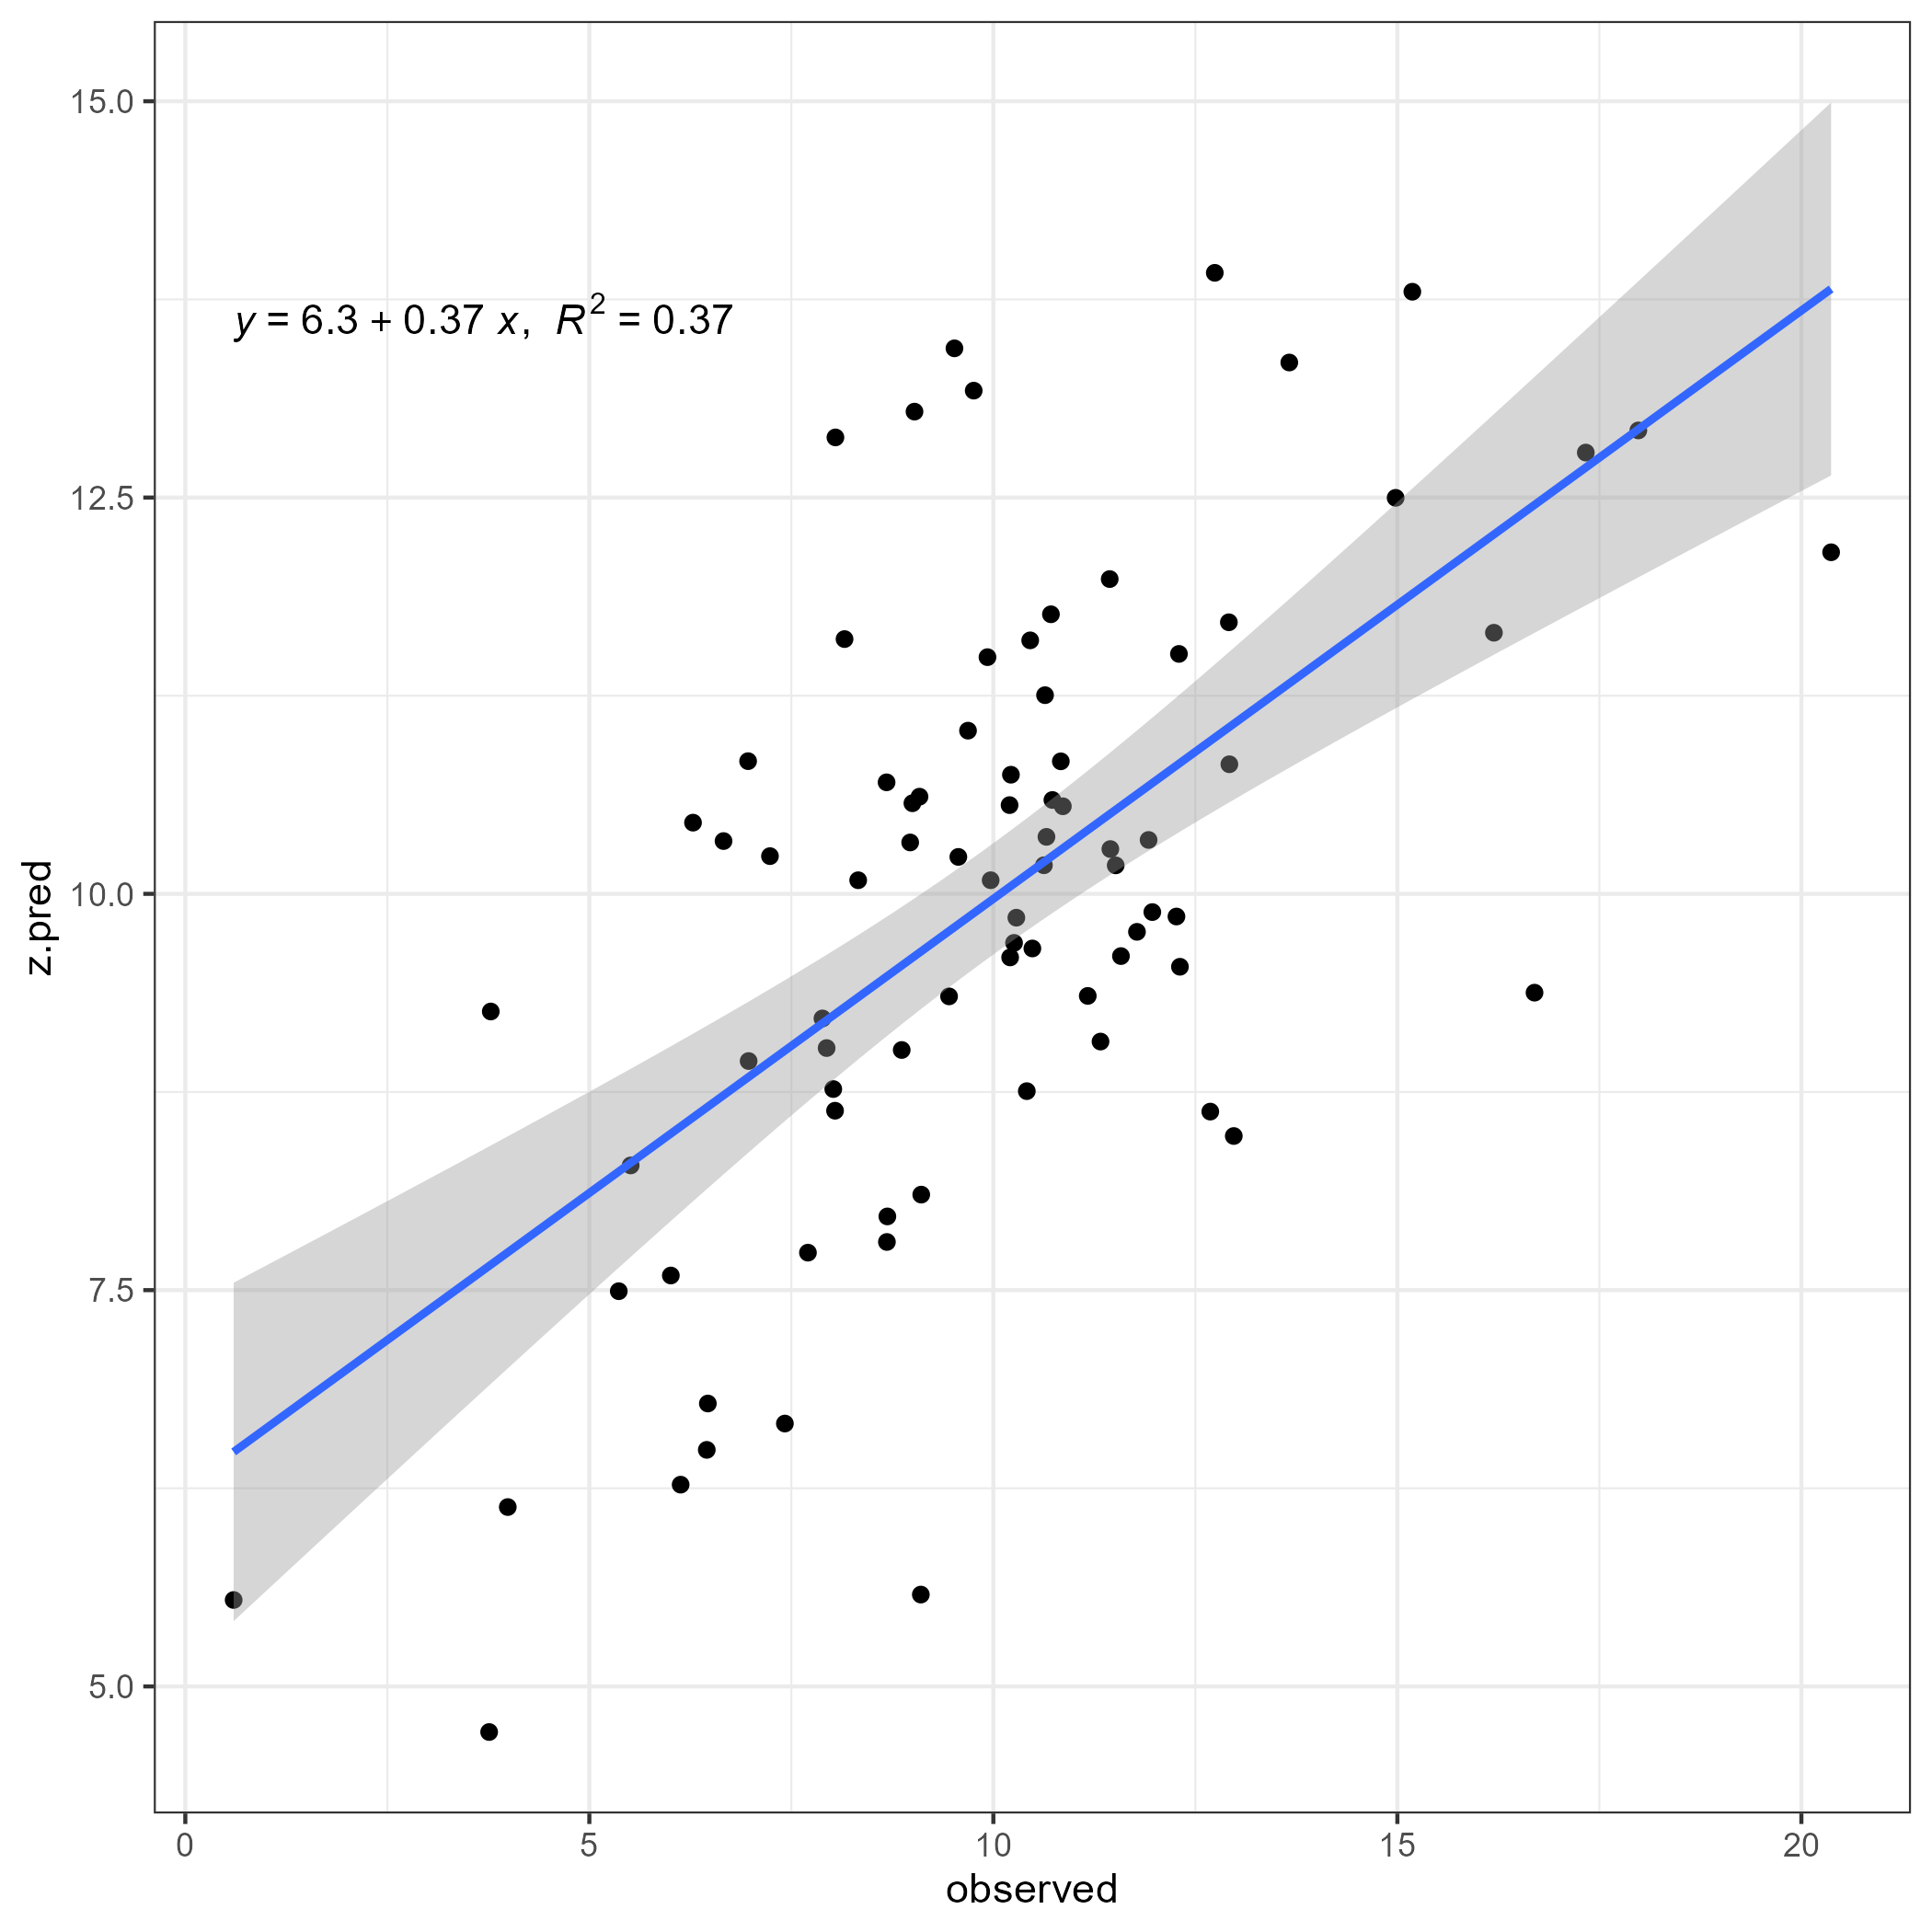 15.0
y = 6.3 + 0.37 x, R² = 0.37
12.5
10.0
z.pred
7.5
5.0
0 5 10 15 20
observed